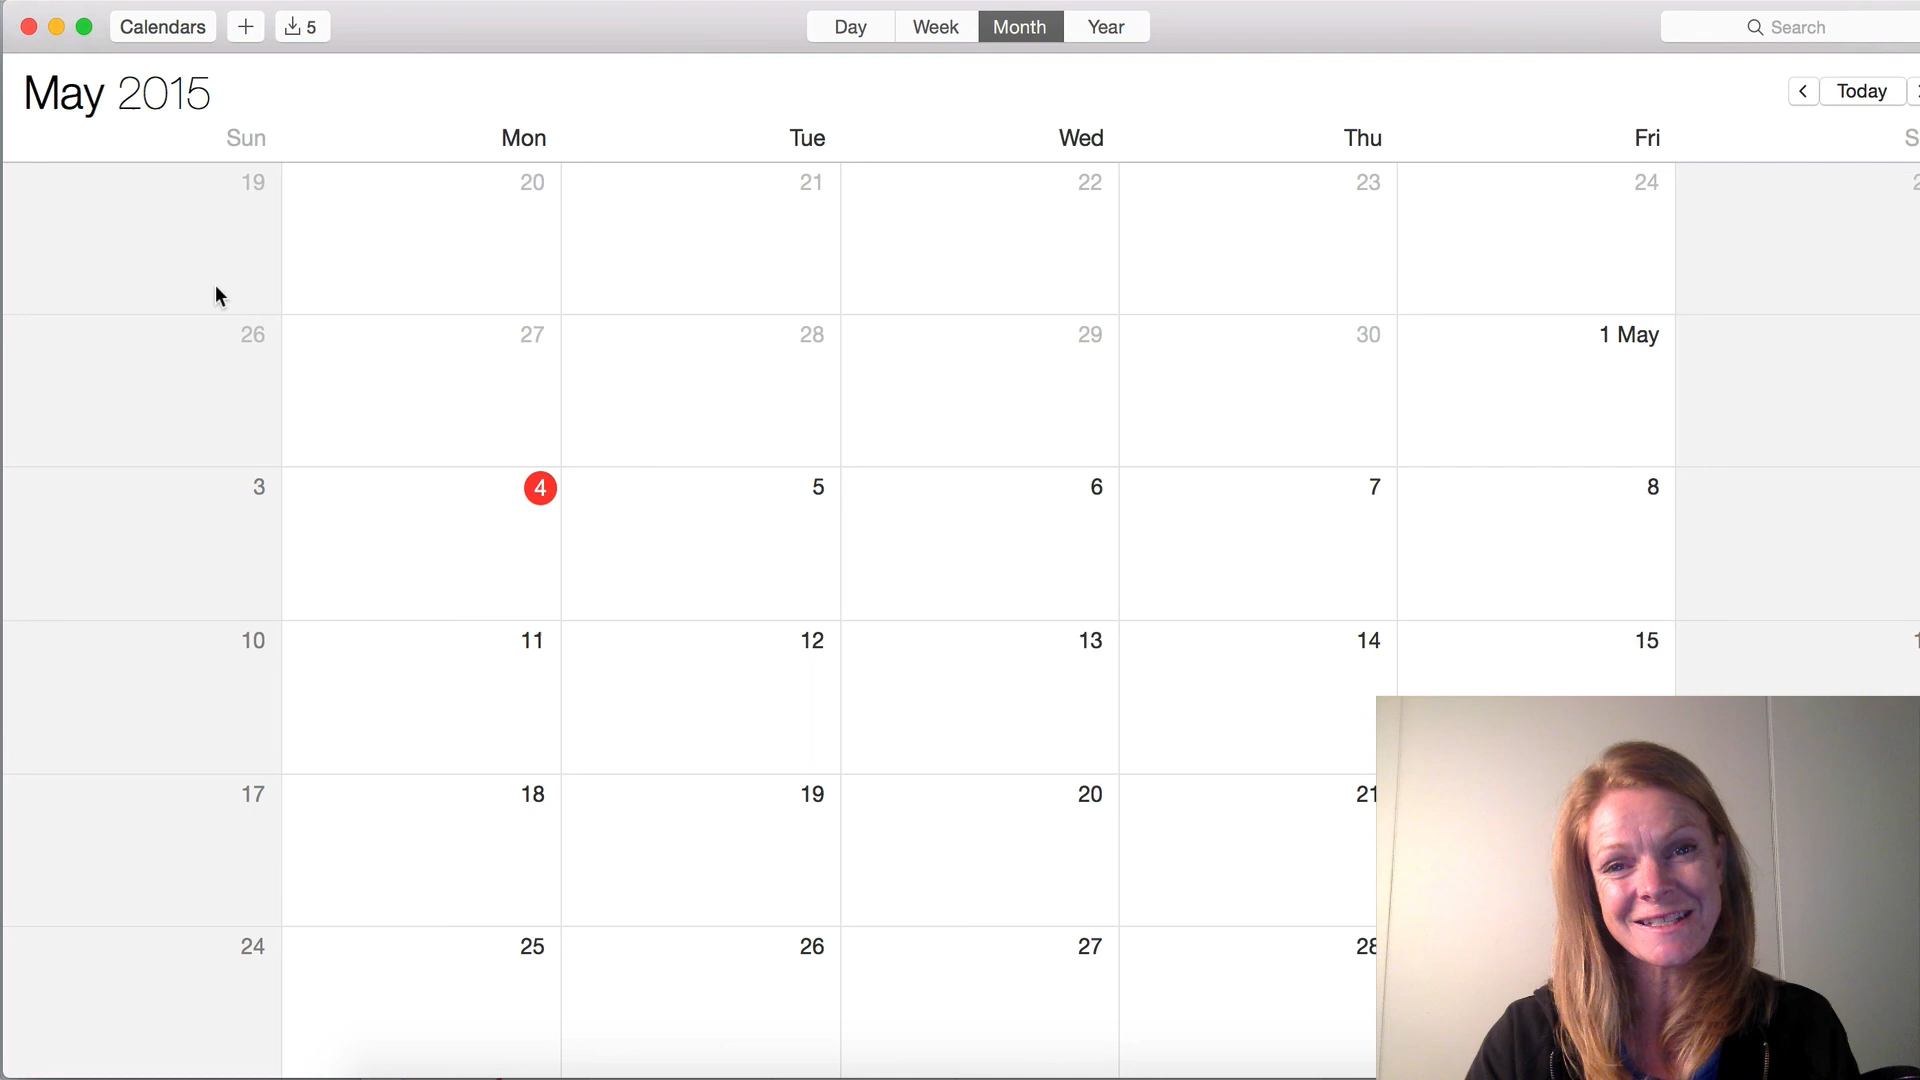 Calendars + 5 Day Week Month Year Search
May 2015
Today
Sun Mon Tue Wed Thu Fri
19 20 21 22 23 24
26 27 28 29 30 1 May
3 4 5 6 7 8
10 11 12 13 14 15
17 18 19 20 21
24 25 26 27 28